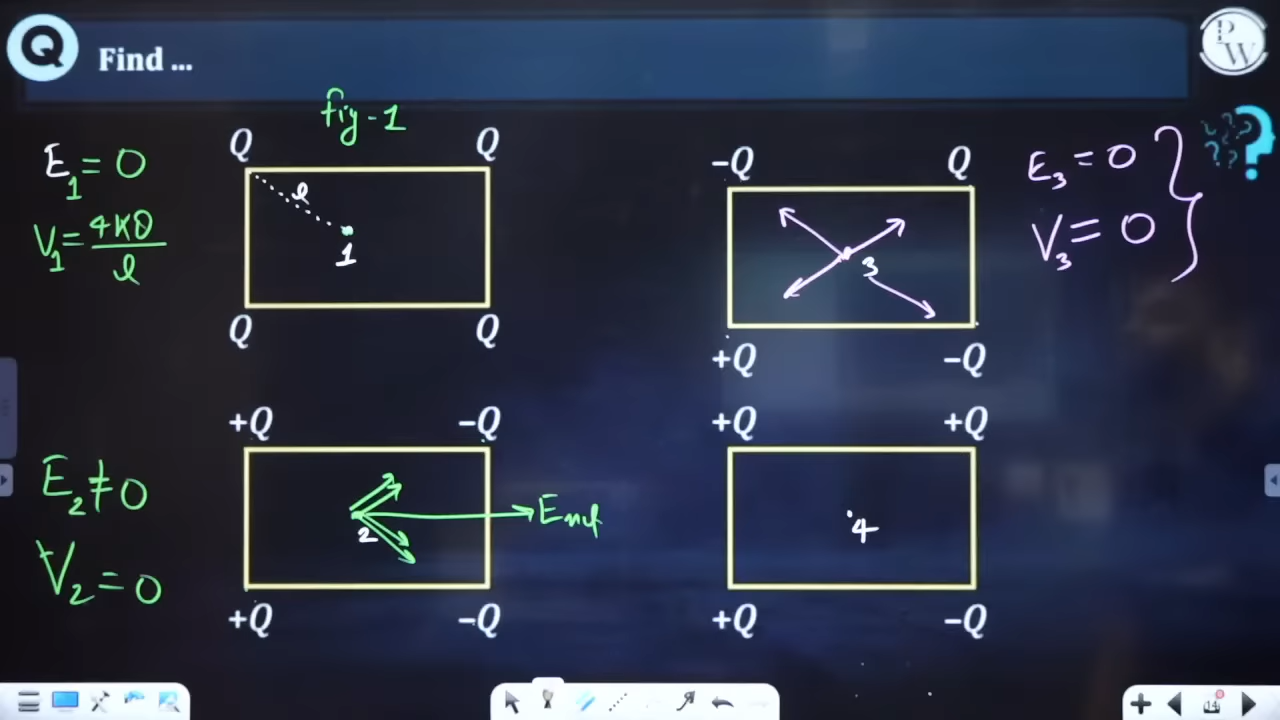 Q Find ...
P
W
fig-1
Q Q
E₁ = 0
l
V₁ = 4KQ/l
1
Q Q
-Q Q
E₃ = 0
V₃ = 0
3
+Q -Q
+Q -Q
E₂ ≠ 0
Enet
2
V₂ = 0
+Q -Q
+Q +Q
4
+Q -Q